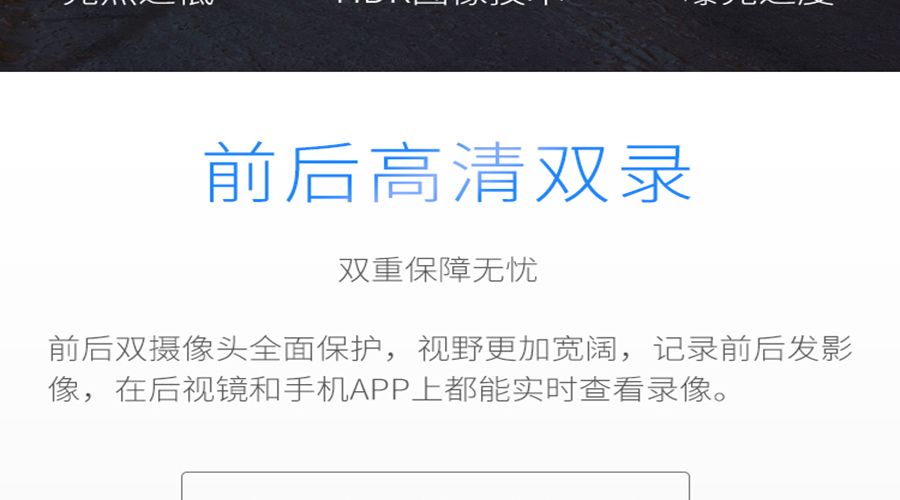 HDR图像技术
前后高清双录
双重保障无忧
前后双摄像头全面保护，视野更加宽阔，记录前后发影
像，在后视镜和手机APP上都能实时查看录像。